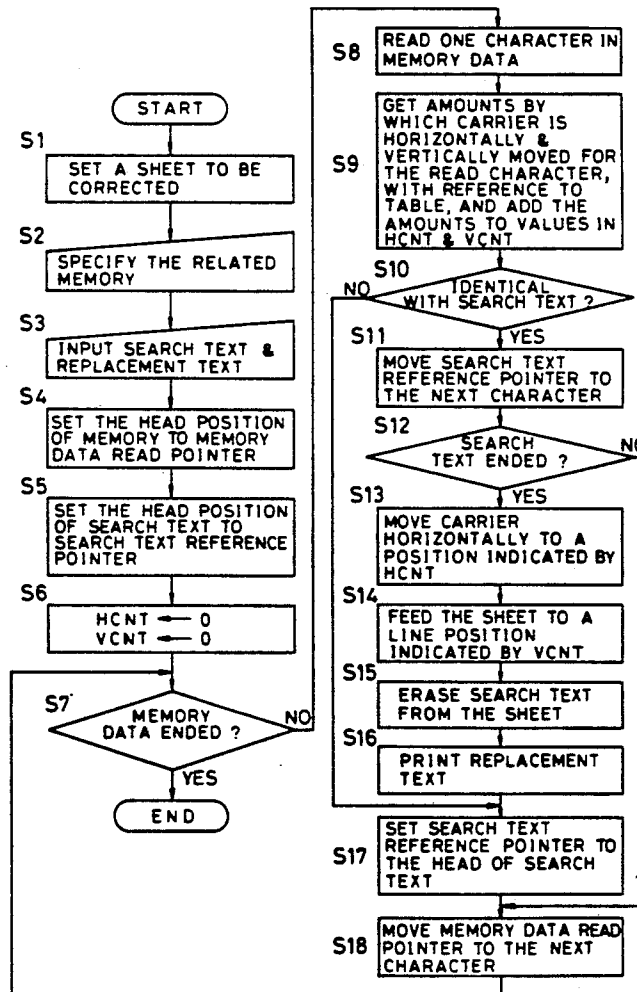 START
S1
SET A SHEET TO BE
CORRECTED
S2
SPECIFY THE RELATED
MEMORY
S3
INPUT SEARCH TEXT &
REPLACEMENT TEXT
S4
SET THE HEAD POSITION
OF MEMORY TO MEMORY
DATA READ POINTER
S5
SET THE HEAD POSITION
OF SEARCH TEXT TO
SEARCH TEXT REFERENCE
POINTER
S6
HCNT ← 0
VCNT ← 0
S7
MEMORY
DATA ENDED ?
NO
YES
END
S8
READ ONE CHARACTER IN
MEMORY DATA
S9
GET AMOUNTS BY
WHICH CARRIER IS
HORIZONTALLY &
VERTICALLY MOVED FOR
THE READ CHARACTER,
WITH REFERENCE TO
TABLE, AND ADD THE
AMOUNTS TO VALUES IN
HCNT & VCNT
S10
NO
IDENTICAL
WITH SEARCH TEXT ?
YES
S11
MOVE SEARCH TEXT
REFERENCE POINTER TO
THE NEXT CHARACTER
S12
SEARCH
TEXT ENDED ?
NO
YES
S13
MOVE CARRIER
HORIZONTALLY TO A
POSITION INDICATED BY
HCNT
S14
FEED THE SHEET TO A
LINE POSITION
INDICATED BY VCNT
S15
ERASE SEARCH TEXT
FROM THE SHEET
S16
PRINT REPLACEMENT
TEXT
S17
SET SEARCH TEXT
REFERENCE POINTER TO
THE HEAD OF SEARCH
TEXT
S18
MOVE MEMORY DATA READ
POINTER TO THE NEXT
CHARACTER